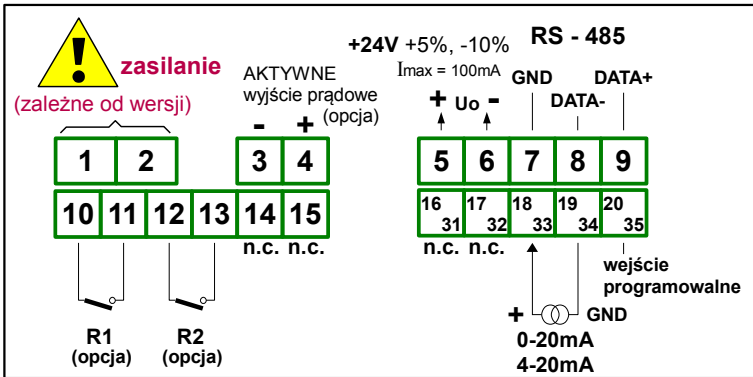 zasilanie
(zależne od wersji)
AKTYWNE
wyjście prądowe
(opcja)
- +
+24V +5%, -10%
Imax = 100mA
+ Uo -
RS - 485
GND DATA+
DATA-
1 2 3 4 5 6 7 8 9
10 11 12 13 14 15
16 17 18 19 20
31 32 33 34 35
n.c. n.c. n.c. n.c.
wejście
programowalne
R1
(opcja)
R2
(opcja)
+ GND
0-20mA
4-20mA
!